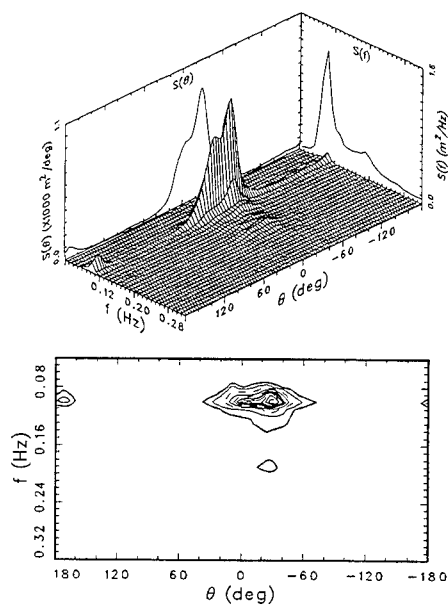 S(θ)
S(f)
1.1
1.6
S(θ) (X1000 m²/deg)
S(f) (m²/Hz)
0.0
0.0
0.12
0.20
0.28
f (Hz)
120
60
0
-60
-120
θ (deg)
0.08
0.16
0.24
0.32
f (Hz)
180
120
60
0
-60
-120
-180
θ (deg)